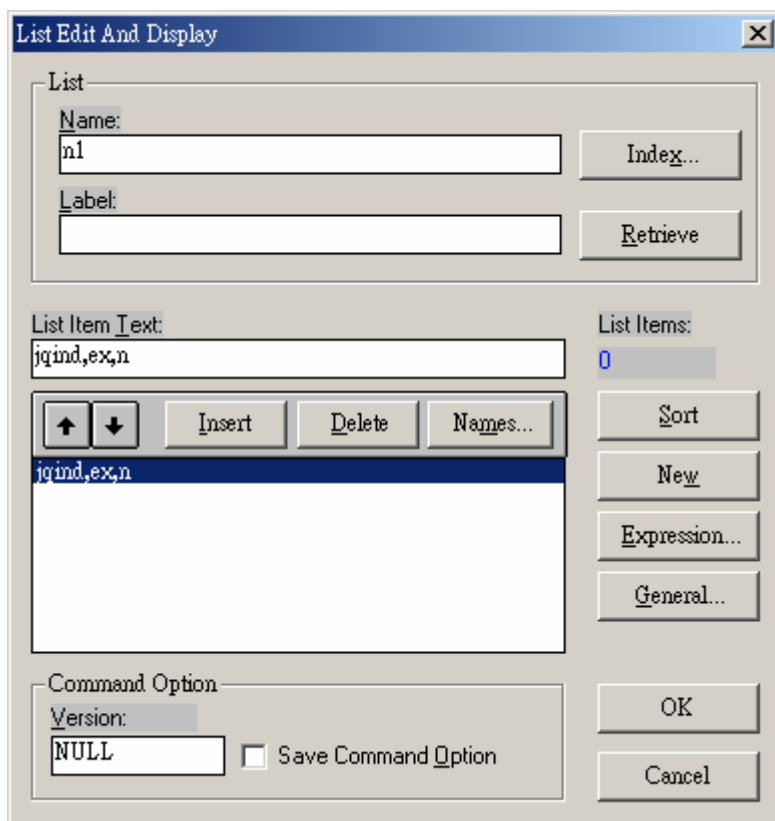 List Edit And Display
List
Name:
n1
Index...
Label:
Retrieve
List Item Text:
jqind,ex,n
List Items:
0
Insert
Delete
Names...
Sort
jqind,ex,n
New
Expression...
General...
Command Option
Version:
NULL
Save Command Option
OK
Cancel